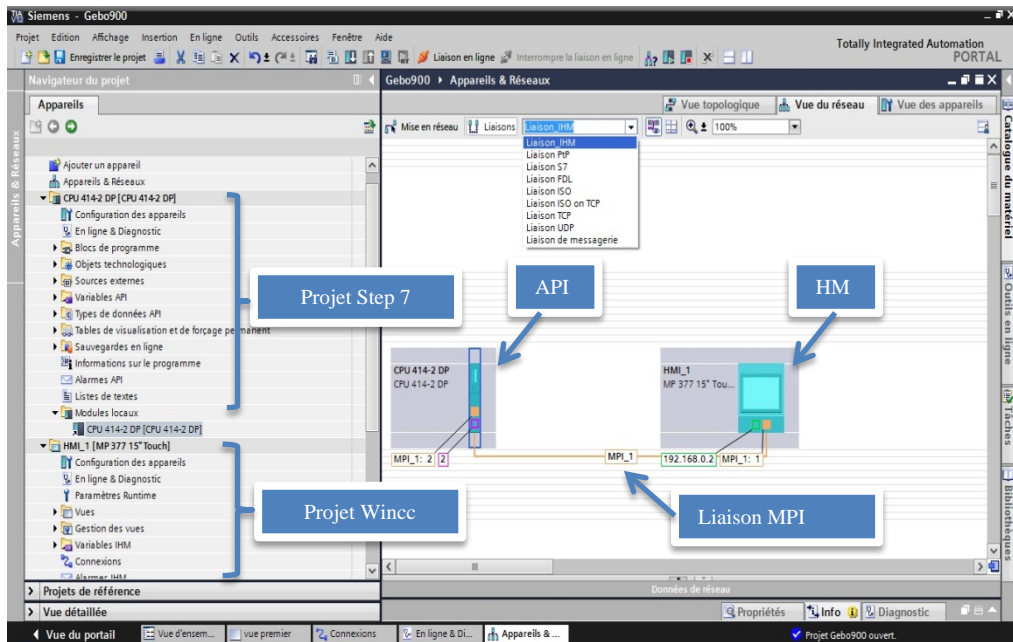 Siemens - Gebo900
Projet Edition Affichage Insertion En ligne Outils Accessoires Fenêtre Aide
Totally Integrated Automation
PORTAL
Enregistrer le projet
Liaison en ligne
Interrompre la liaison en ligne
Navigateur du projet
Gebo900 Appareils & Réseaux
Appareils
Vue topologique
Vue du réseau
Vue des appareils
Mise en réseau
Liaisons
Liaison_IHM
100%
Liaison_IHM
Liaison PtP
Liaison S7
Liaison FDL
Liaison ISO
Liaison ISO on TCP
Liaison TCP
Liaison UDP
Liaison de messagerie
Appareils & Réseaux
Ajouter un appareil
Appareils & Réseaux
CPU 414-2 DP [CPU 414-2 DP]
Configuration des appareils
En ligne & Diagnostic
Blocs de programme
Objets technologiques
Sources externes
Variables API
Types de données API
Tables de visualisation et de forçage permanent
Sauvegardes en ligne
Informations sur le programme
Alarmes API
Listes de textes
Modules locaux
CPU 414-2 DP [CPU 414-2 DP]
HMI_1 [MP 377 15" Touch]
Configuration des appareils
En ligne & Diagnostic
Paramètres Runtime
Vues
Gestion des vues
Variables IHM
Connexions
Alarmes IHM
Projet Step 7
Projet Wincc
API
HM
CPU 414-2 DP
CPU 414-2 DP
HMI_1
MP 377 15" Tou...
MPI_1: 2
2
MPI_1
192.168.0.2
MPI_1: 1
Liaison MPI
Catalogue du matériel
Outils en ligne
Tâches
Bibliothèques
Projets de référence
Vue détaillée
Données de réseau
Propriétés
Info
Diagnostic
Vue du portail
Vue d'ensem...
vue premier
Connexions
En ligne & Di...
Appareils & ...
Projet Gebo900 ouvert.